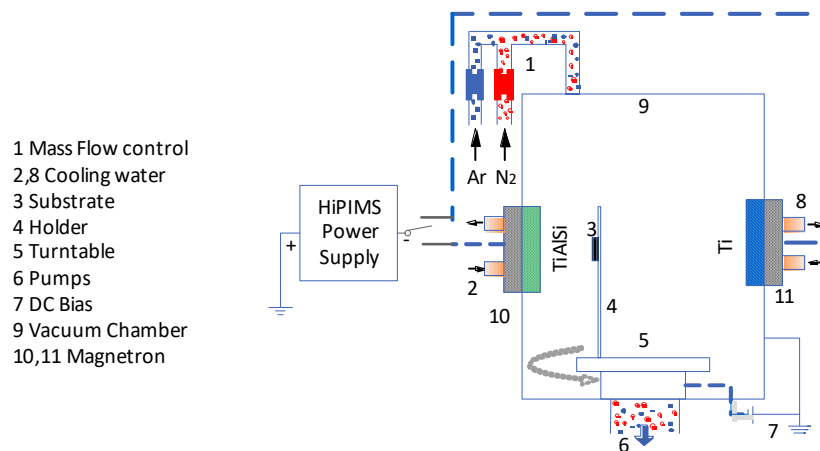 1 Mass Flow control
2,8 Cooling water
3 Substrate
4 Holder
5 Turntable
6 Pumps
7 DC Bias
9 Vacuum Chamber
10,11 Magnetron
1
9
Ar N2
HiPIMS
Power
Supply
+
-
2
10
TiAlSi
3
4
5
Ti
8
11
6
7